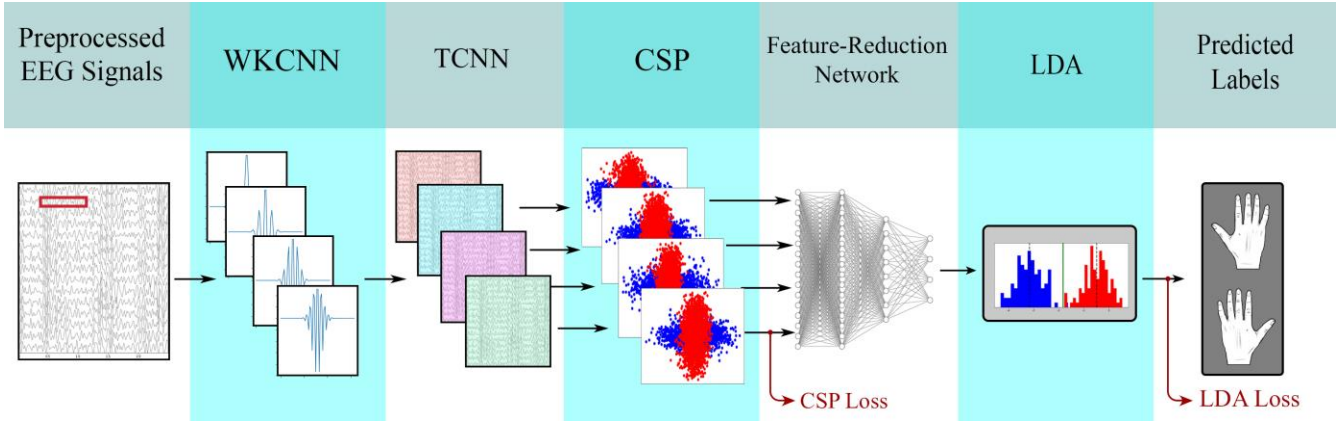 Preprocessed
EEG Signals
WKCNN
TCNN
CSP
Feature-Reduction
Network
LDA
Predicted
Labels
CSP Loss
LDA Loss